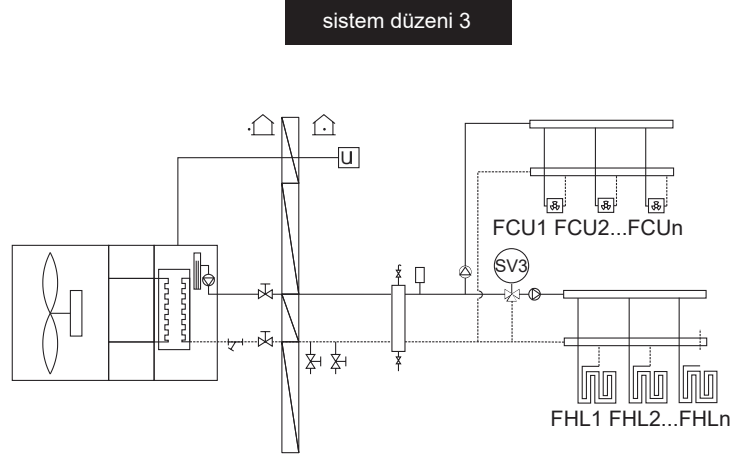 sistem düzeni 3
u
FCU1 FCU2...FCUn
SV3
FHL1 FHL2...FHLn